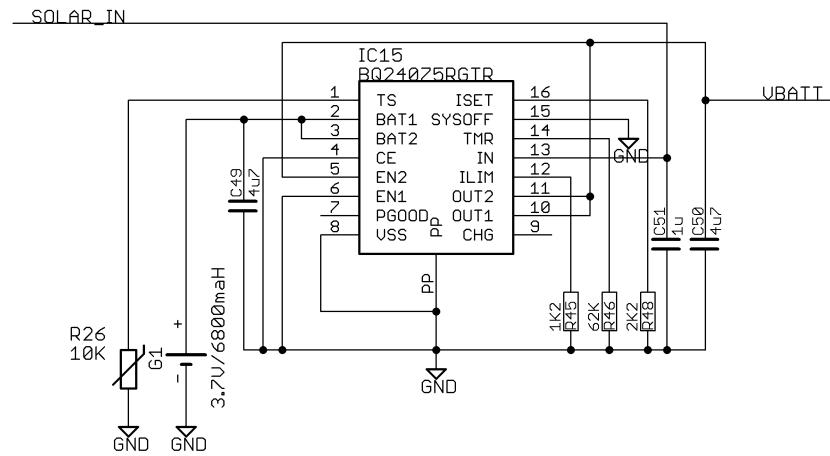 SOLAR_IN
IC15
BQ24075RGTR
VBATT
1 TS ISET 16
2 BAT1 SYSOFF 15
3 BAT2 TMR 14
4 CE IN 13
5 EN2 ILIM 12
6 EN1 OUT2 11
7 PGOOD OUT1 10
8 VSS CHG 9
PP
PP
GND
C49
4u7
C51
1u
C50
4u7
R45
1K2
R46
62K
R48
2K2
R26
10K
G1
+
-
3.7V/6800maH
GND
GND
GND